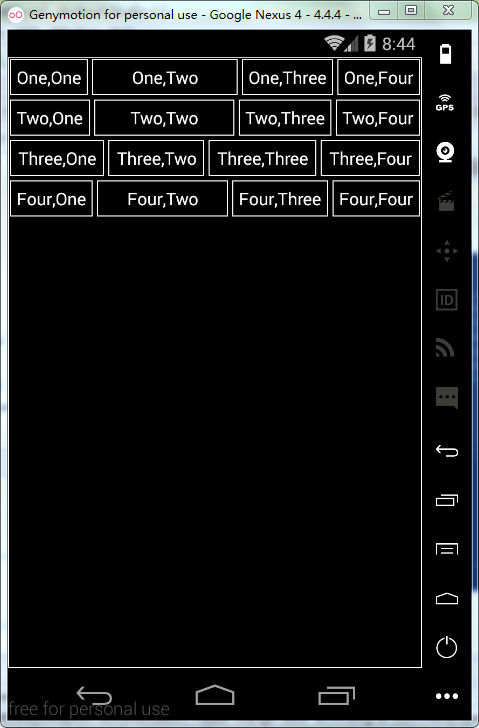 Genymotion for personal use - Google Nexus 4 - 4.4.4 - ...
8:44
One,One One,Two One,Three One,Four
GPS
Two,One Two,Two Two,Three Two,Four
Three,One Three,Two Three,Three Three,Four
Four,One Four,Two Four,Three Four,Four
ID
free for personal use